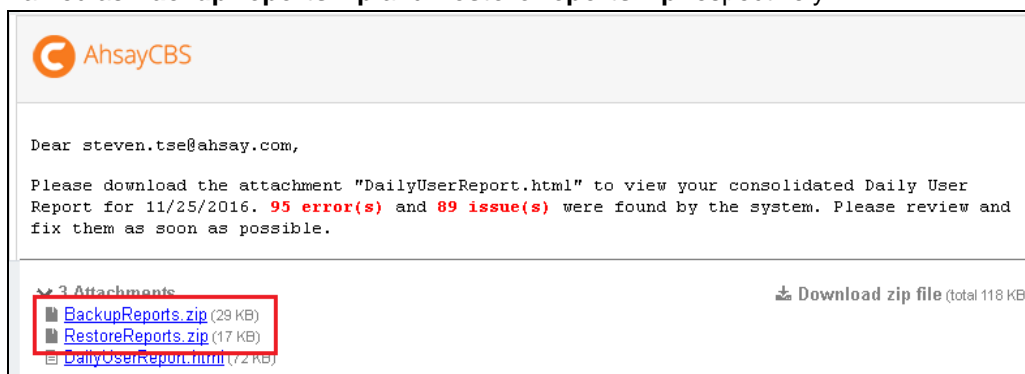 AhsayCBS
Dear steven.tse@ahsay.com,
Please download the attachment "DailyUserReport.html" to view your consolidated Daily User
Report for 11/25/2016. 95 error(s) and 89 issue(s) were found by the system. Please review and
fix them as soon as possible.
3 Attachments
Download zip file (total 118 KB
BackupReports.zip (29 KB)
RestoreReports.zip (17 KB)
DailyUserReport.html (72 KB)